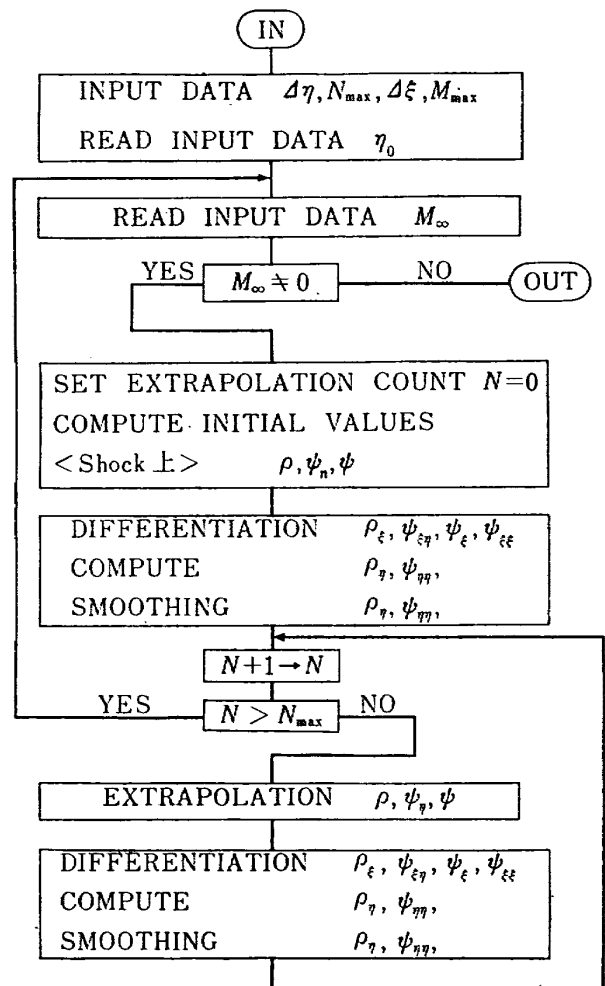 IN
INPUT DATA Δη, N_max, Δξ, M_max
READ INPUT DATA η₀
READ INPUT DATA M_∞
YES M_∞ ≒ 0 NO OUT
SET EXTRAPOLATION COUNT N=0
COMPUTE INITIAL VALUES
<Shock 上> ρ, ψ_n, ψ
DIFFERENTIATION ρ_ξ, ψ_ξη, ψ_ξ, ψ_ξξ
COMPUTE ρ_η, ψ_ηη,
SMOOTHING ρ_η, ψ_ηη,
N+1→N
YES N > N_max NO
EXTRAPOLATION ρ, ψ_η, ψ
DIFFERENTIATION ρ_ξ, ψ_ξη, ψ_ξ, ψ_ξξ
COMPUTE ρ_η, ψ_ηη,
SMOOTHING ρ_η, ψ_ηη,